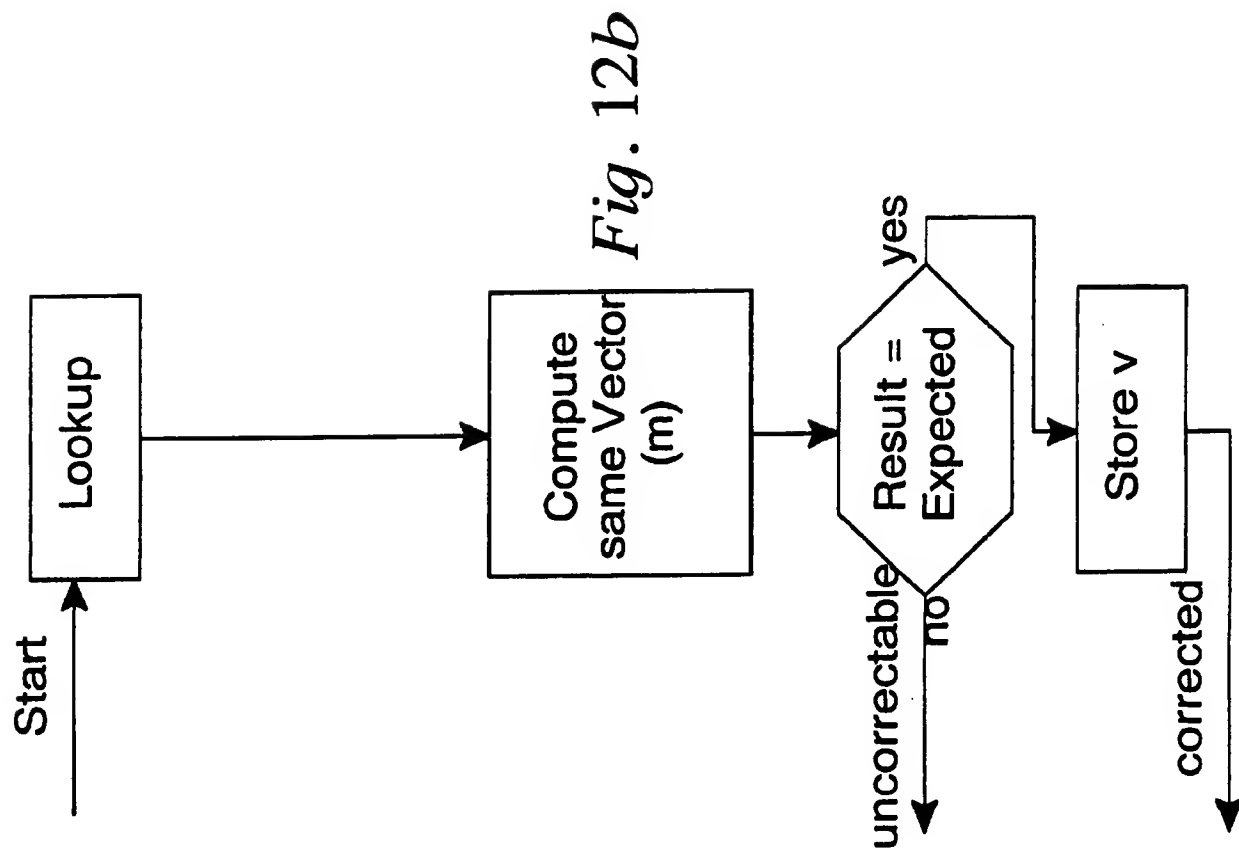 Start
Lookup
Compute
same Vector
(m)
Result =
Expected
yes
uncorrectable
no
Store v
corrected
Fig. 12b